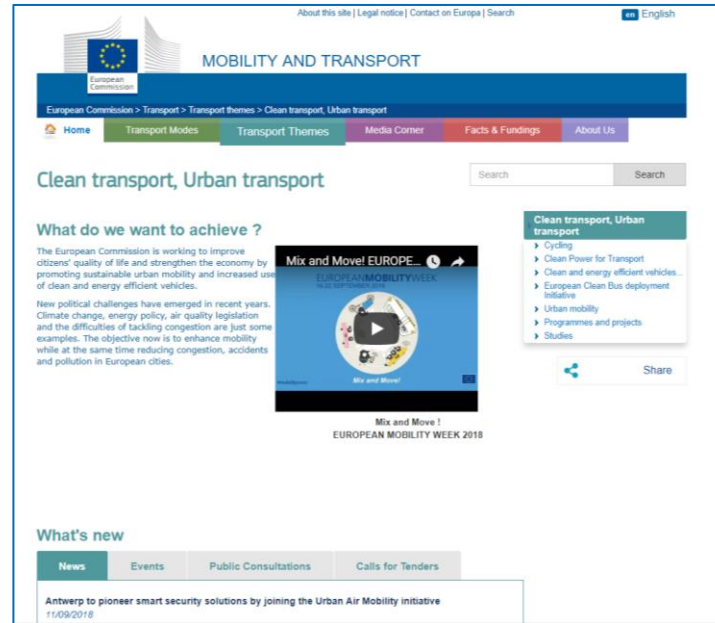 About this site | Legal notice | Contact on Europa | Search
en English
European
Commission
MOBILITY AND TRANSPORT
European Commission > Transport > Transport themes > Clean transport, Urban transport
Home
Transport Modes
Transport Themes
Media Corner
Facts & Fundings
About Us
Clean transport, Urban transport
Search
Search
What do we want to achieve ?
The European Commission is working to improve
citizens' quality of life and strengthen the economy by
promoting sustainable urban mobility and increased use
of clean and energy efficient vehicles.
New political challenges have emerged in recent years.
Climate change, energy policy, air quality legislation
and the difficulties of tackling congestion are just some
examples. The objective now is to enhance mobility
while at the same time reducing congestion, accidents
and pollution in European cities.
Mix and Move! EUROPE...
EUROPEANMOBILITYWEEK
16-22 SEPTEMBER 2018
Mix and Move!
Mix and Move !
EUROPEAN MOBILITY WEEK 2018
Clean transport, Urban
transport
Cycling
Clean Power for Transport
Clean and energy efficient vehicles...
European Clean Bus deployment
Initiative
Urban mobility
Programmes and projects
Studies
Share
What's new
News
Events
Public Consultations
Calls for Tenders
Antwerp to pioneer smart security solutions by joining the Urban Air Mobility initiative
11/09/2018